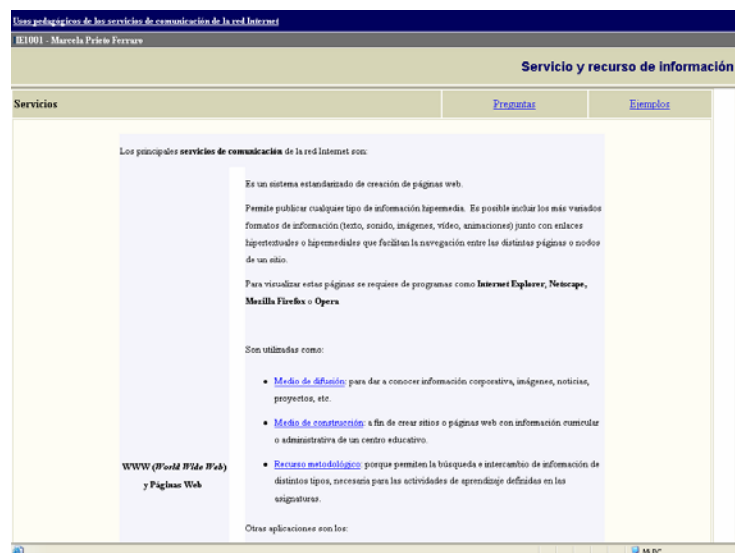 Usos pedagógicos de los servicios de comunicación de la red Internet
IE1001 - Marcela Prieto Ferraro
Servicio y recurso de información
Servicios
Preguntas
Ejemplos
Los principales servicios de comunicación de la red Internet son:
Es un sistema estandarizado de creación de páginas web.
Permite publicar cualquier tipo de información hipermedia. Es posible incluir los más variados
formatos de información (texto, sonido, imágenes, vídeo, animaciones) junto con enlaces
hipertextuales o hipermediales que facilitan la navegación entre las distintas páginas o nodos
de un sitio.
Para visualizar estas páginas se requiere de programas como Internet Explorer, Netscape,
Mozilla Firefox o Opera
Son utilizadas como:
• Medio de difusión: para dar a conocer información corporativa, imágenes, noticias,
proyectos, etc.
• Medio de construcción: a fin de crear sitios o páginas web con información curricular
o administrativa de un centro educativo.
• Recurso metodológico: porque permiten la búsqueda e intercambio de información de
distintos tipos, necesaria para las actividades de aprendizaje definidas en las
asignaturas.
WWW (World Wide Web)
y Páginas Web
Otras aplicaciones son los:
Mi PC